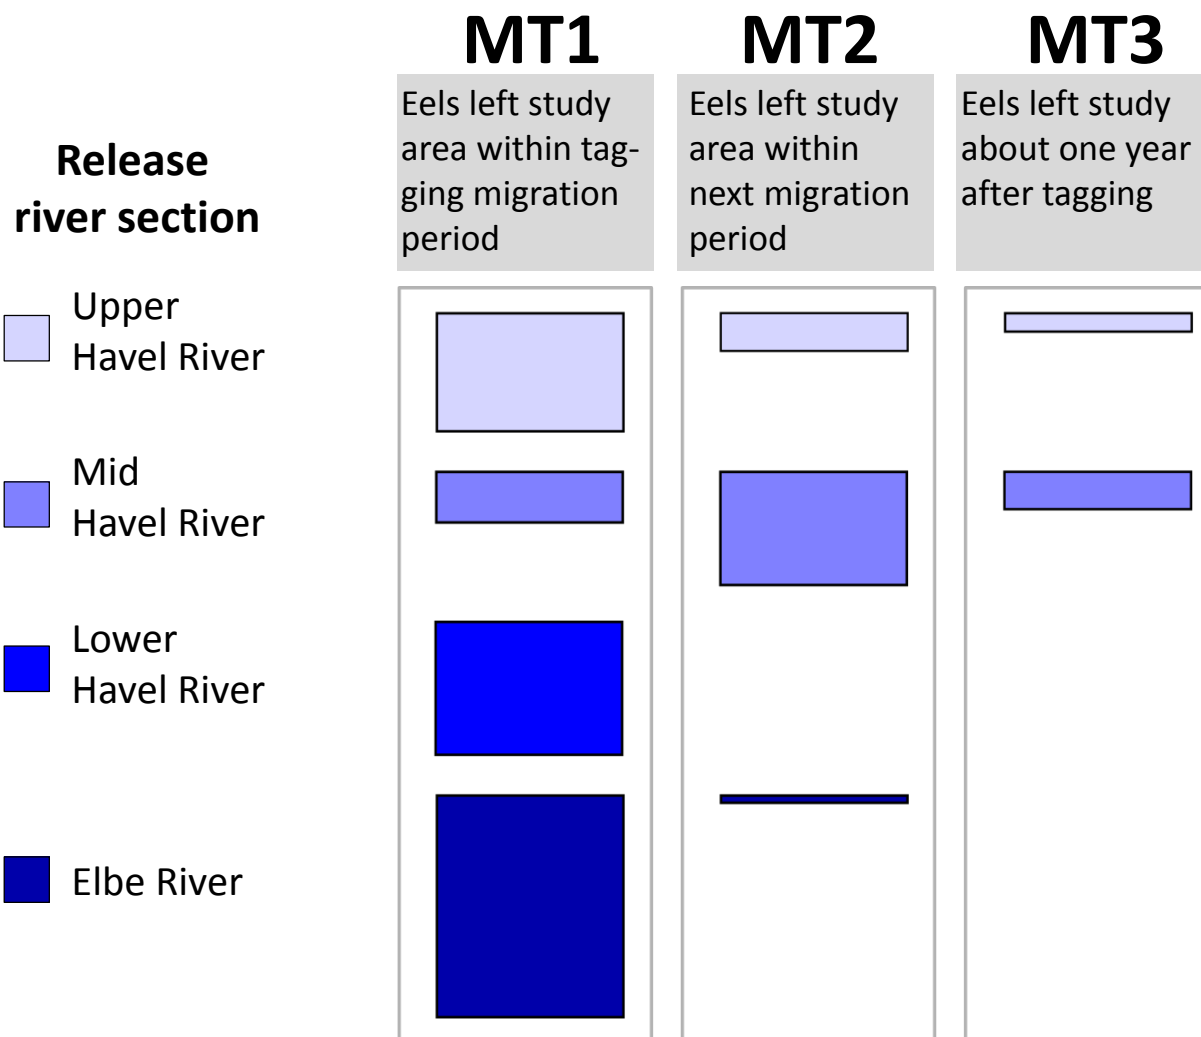 MT1
MT2
MT3
Eels left study
area within tag-
ging migration
period
Eels left study
area within
next migration
period
Eels left study
about one year
after tagging
Release
river section
Upper
Havel River
Mid
Havel River
Lower
Havel River
Elbe River